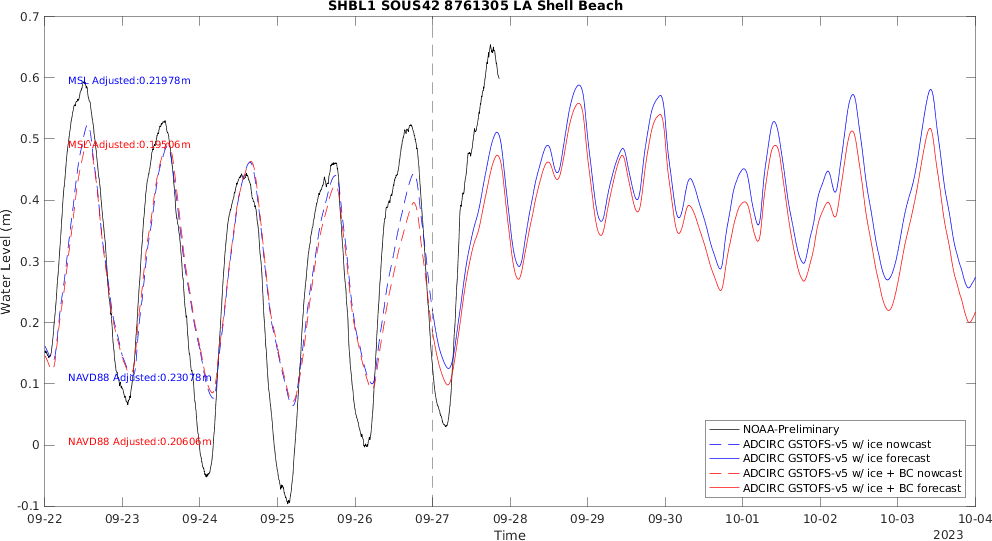 SHBL1 SOUS42 8761305 LA Shell Beach
0.7
0.6
0.5
0.4
0.3
0.2
0.1
0
-0.1
Water Level (m)
MSL Adjusted:0.21978m
MSL Adjusted:0.19506m
NAVD88 Adjusted:0.23078m
NAVD88 Adjusted:0.20606m
NOAA-Preliminary
ADCIRC GSTOFS-v5 w/ ice nowcast
ADCIRC GSTOFS-v5 w/ ice forecast
ADCIRC GSTOFS-v5 w/ ice + BC nowcast
ADCIRC GSTOFS-v5 w/ ice + BC forecast
09-22 09-23 09-24 09-25 09-26 09-27 09-28 09-29 09-30 10-01 10-02 10-03 10-04
Time
2023